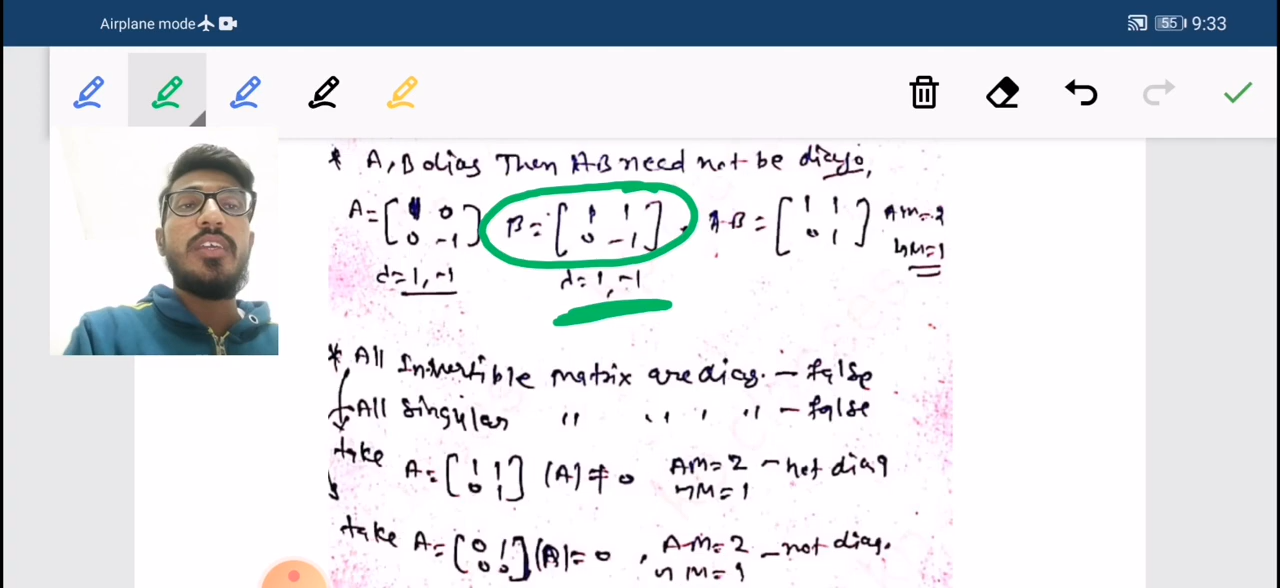 Airplane mode
55 9:33
* A, B diag Then AB need not be diag,
A = [1 0 0 -1] B = [1 1 0 -1], AB = [1 1 0 1] AM=2
GM=1
λ=1,-1 λ=1,-1
* All Invertible matrix are diag. - false
All singular " " " " - false
take A = [1 1 0 1] |A| ≠ 0 AM=2 - not diag
GM=1
take A = [0 1 0 0] |A| = 0, AM=2 - not diag.
GM=1